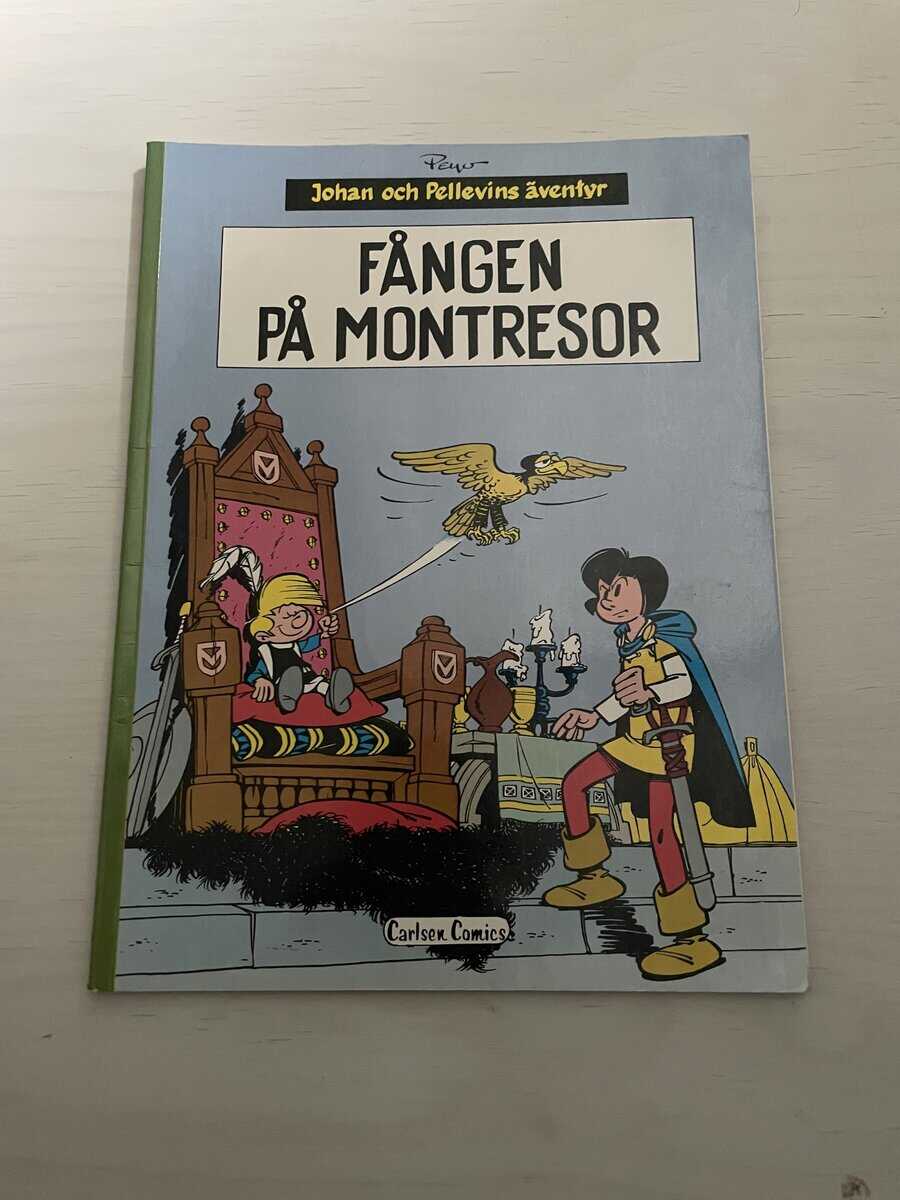 Peyo
Johan och Pellevins äventyr
FÅNGEN
PÅ MONTRESOR
Carlsen Comics